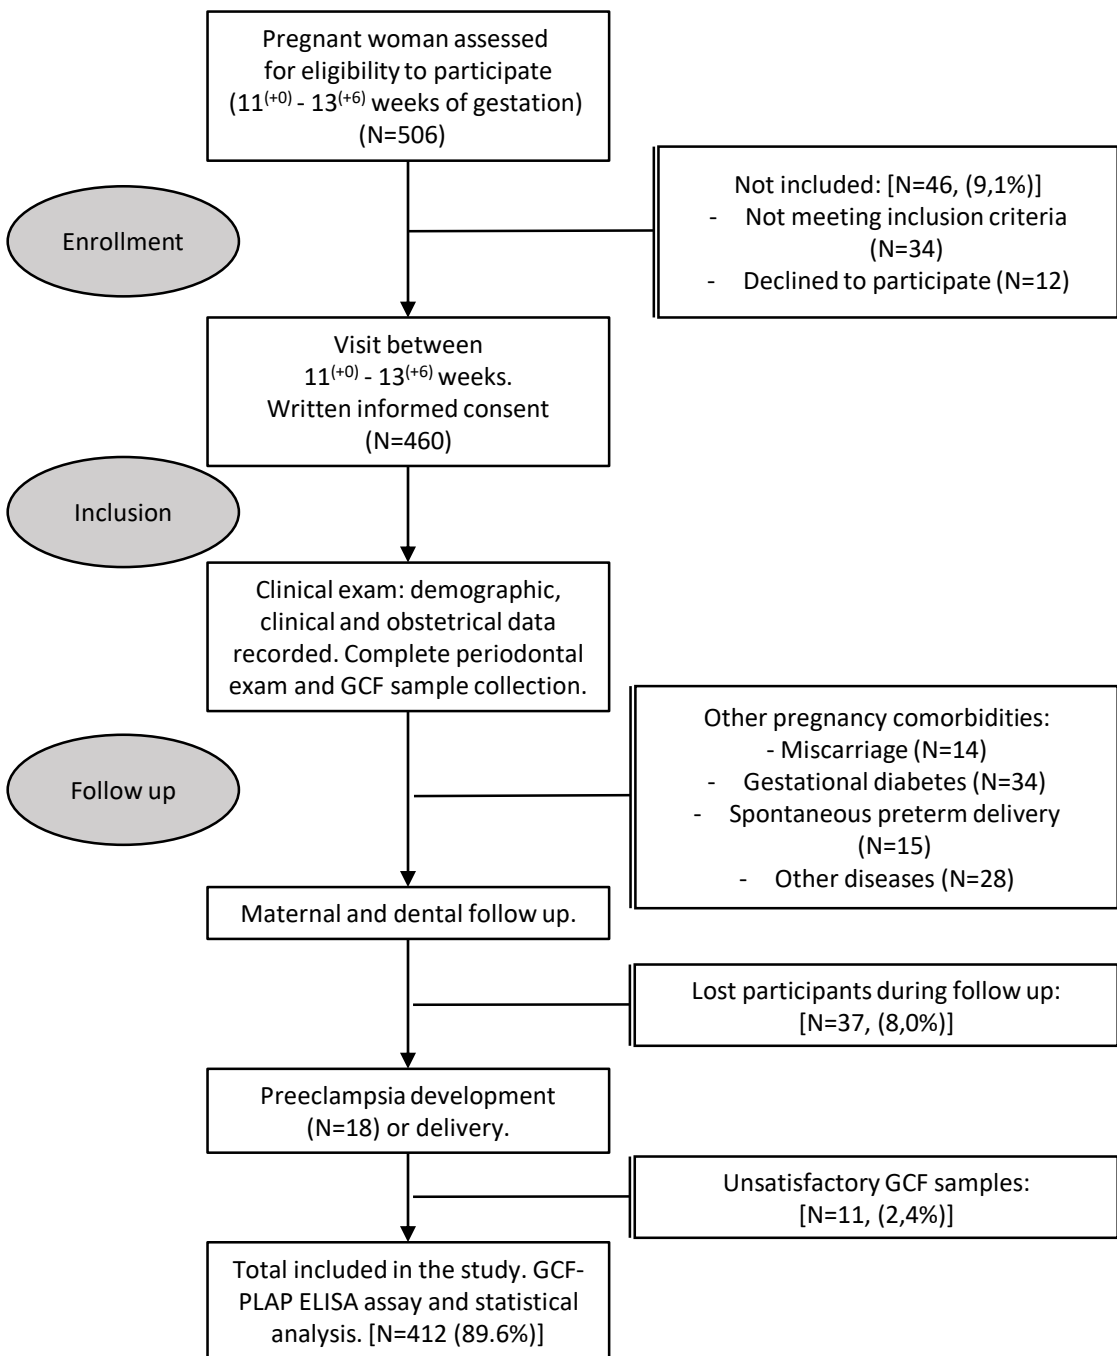 Pregnant woman assessed
for eligibility to participate
(11(+0) - 13(+6) weeks of gestation)
(N=506)
Not included: [N=46, (9,1%)]
- Not meeting inclusion criteria
(N=34)
- Declined to participate (N=12)
Enrollment
Visit between
11(+0) - 13(+6) weeks.
Written informed consent
(N=460)
Inclusion
Clinical exam: demographic,
clinical and obstetrical data
recorded. Complete periodontal
exam and GCF sample collection.
Other pregnancy comorbidities:
- Miscarriage (N=14)
- Gestational diabetes (N=34)
- Spontaneous preterm delivery
(N=15)
- Other diseases (N=28)
Follow up
Maternal and dental follow up.
Lost participants during follow up:
[N=37, (8,0%)]
Preeclampsia development
(N=18) or delivery.
Unsatisfactory GCF samples:
[N=11, (2,4%)]
Total included in the study. GCF-
PLAP ELISA assay and statistical
analysis. [N=412 (89.6%)]